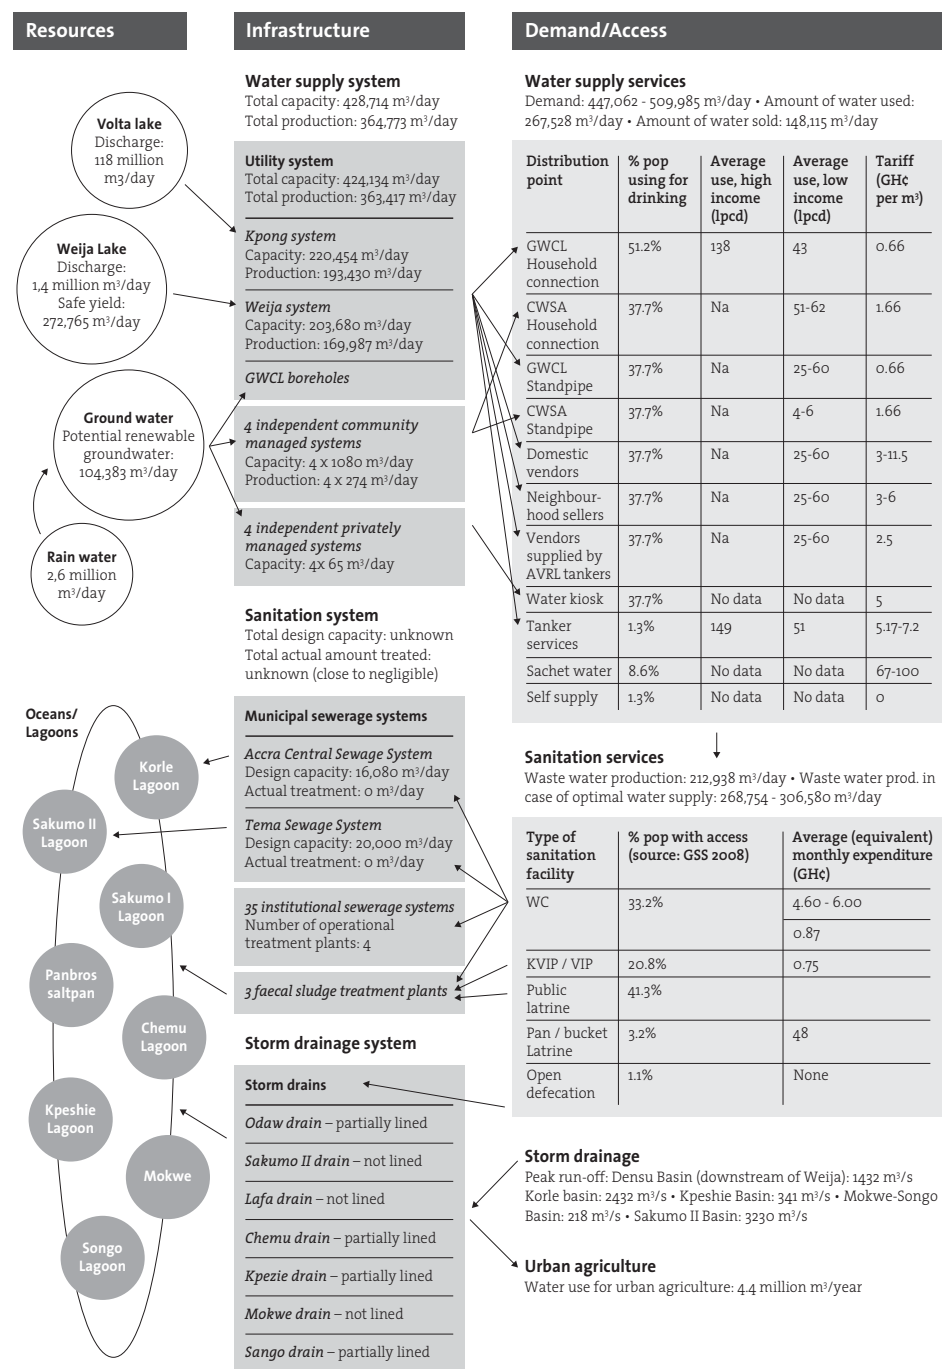 Resources
Volta lake
Discharge:
118 million
m3/day
Weija Lake
Discharge:
1,4 million m³/day
Safe yield:
272,765 m³/day
Ground water
Potential renewable
groundwater:
104,383 m³/day
Rain water
2,6 million
m³/day
Oceans/
Lagoons
Korle
Lagoon
Sakumo II
Lagoon
Sakumo I
Lagoon
Panbros
saltpan
Chemu
Lagoon
Kpeshie
Lagoon
Mokwe
Songo
Lagoon
Infrastructure
Water supply system
Total capacity: 428,714 m³/day
Total production: 364,773 m³/day
Utility system
Total capacity: 424,134 m³/day
Total production: 363,417 m³/day
Kpong system
Capacity: 220,454 m³/day
Production: 193,430 m³/day
Weija system
Capacity: 203,680 m³/day
Production: 169,987 m³/day
GWCL boreholes
4 independent community
managed systems
Capacity: 4 x 1080 m³/day
Production: 4 x 274 m³/day
4 independent privately
managed systems
Capacity: 4x 65 m³/day
Sanitation system
Total design capacity: unknown
Total actual amount treated:
unknown (close to negligible)
Municipal sewerage systems
Accra Central Sewage System
Design capacity: 16,080 m³/day
Actual treatment: 0 m³/day
Tema Sewage System
Design capacity: 20,000 m³/day
Actual treatment: 0 m³/day
35 institutional sewerage systems
Number of operational
treatment plants: 4
3 faecal sludge treatment plants
Storm drainage system
Storm drains
Odaw drain – partially lined
Sakumo II drain – not lined
Lafa drain – not lined
Chemu drain – partially lined
Kpezie drain – partially lined
Mokwe drain – not lined
Sango drain – partially lined
Demand/Access
Water supply services
Demand: 447,062 - 509,985 m³/day • Amount of water used:
267,528 m³/day • Amount of water sold: 148,115 m³/day
Distribution % pop Average Average Tariff
point using for use, high use, low (GH¢
drinking income income per m³)
(lpcd) (lpcd)
GWCL 51.2% 138 43 0.66
Household
connection
CWSA 37.7% Na 51-62 1.66
Household
connection
GWCL 37.7% Na 25-60 0.66
Standpipe
CWSA 37.7% Na 4-6 1.66
Standpipe
Domestic 37.7% Na 25-60 3-11.5
vendors
Neighbour- 37.7% Na 25-60 3-6
hood sellers
Vendors 37.7% Na 25-60 2.5
supplied by
AVRL tankers
Water kiosk 37.7% No data No data 5
Tanker 1.3% 149 51 5.17-7.2
services
Sachet water 8.6% No data No data 67-100
Self supply 1.3% No data No data 0
Sanitation services
Waste water production: 212,938 m³/day • Waste water prod. in
case of optimal water supply: 268,754 - 306,580 m³/day
Type of % pop with access Average (equivalent)
sanitation (source: GSS 2008) monthly expenditure
facility (GH¢)
WC 33.2% 4.60 - 6.00
0.87
KVIP / VIP 20.8% 0.75
Public 41.3%
latrine
Pan / bucket 3.2% 48
Latrine
Open 1.1% None
defecation
Storm drainage
Peak run-off: Densu Basin (downstream of Weija): 1432 m³/s
Korle basin: 2432 m³/s • Kpeshie Basin: 341 m³/s • Mokwe-Songo
Basin: 218 m³/s • Sakumo II Basin: 3230 m³/s
Urban agriculture
Water use for urban agriculture: 4.4 million m³/year